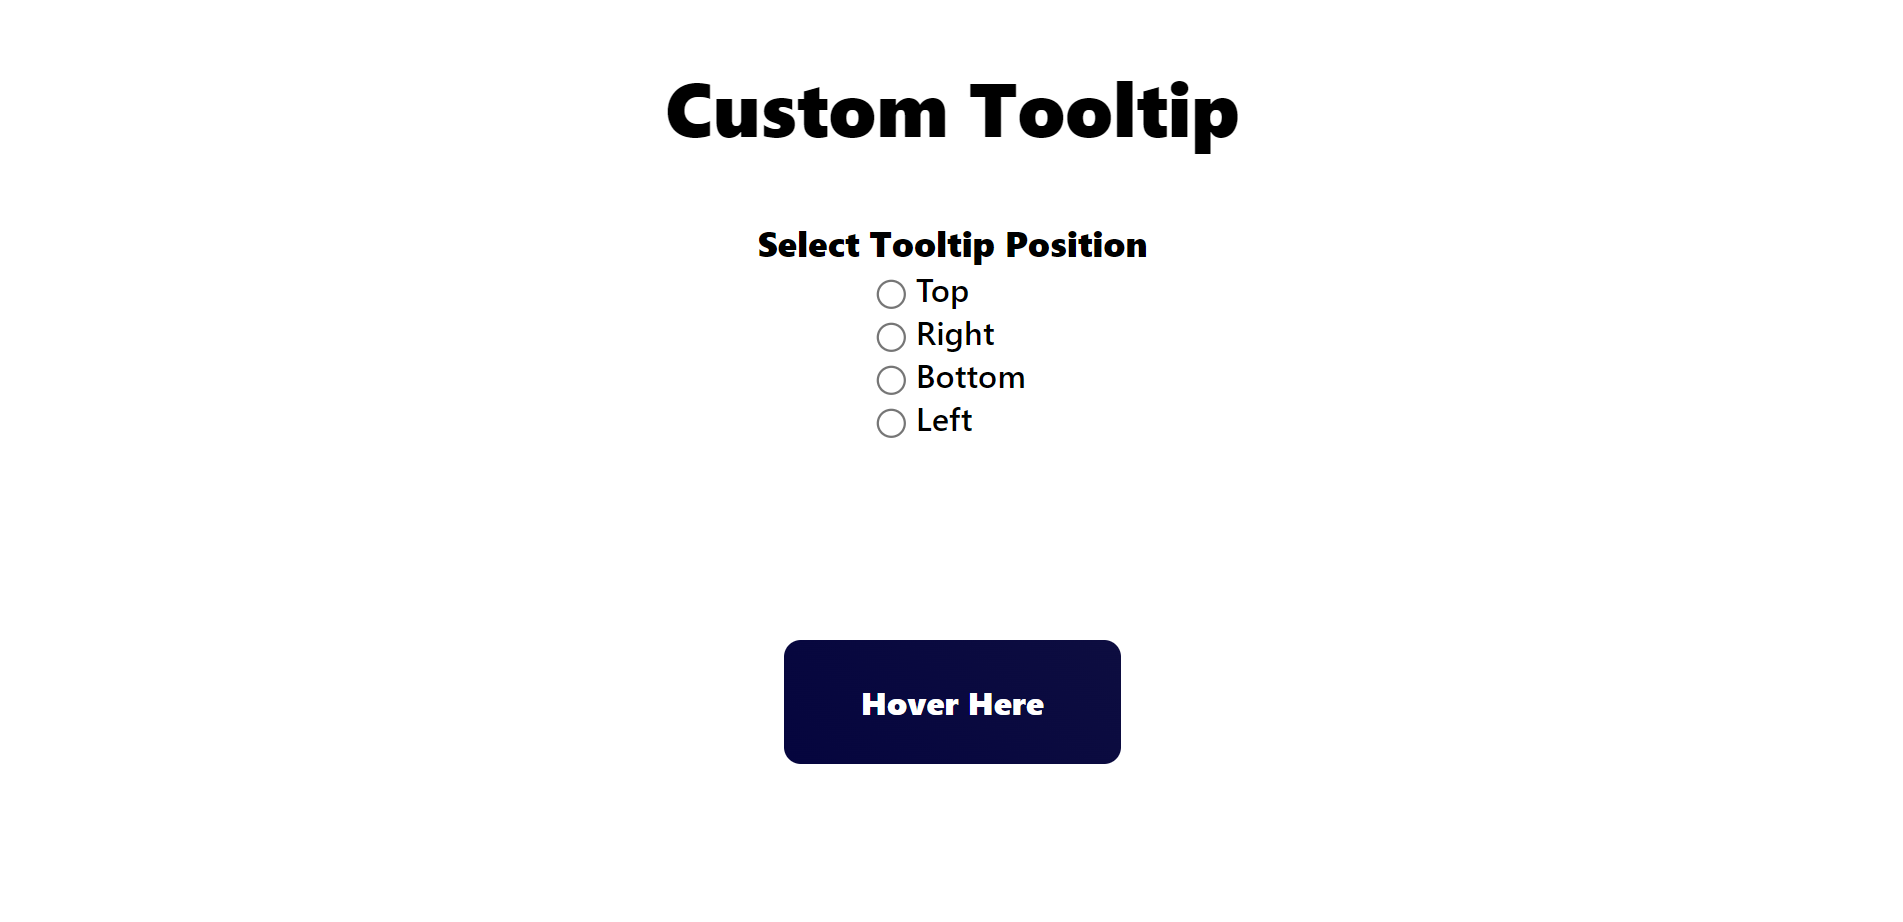 Custom Tooltip
Select Tooltip Position
Top
Right
Bottom
Left
Hover Here